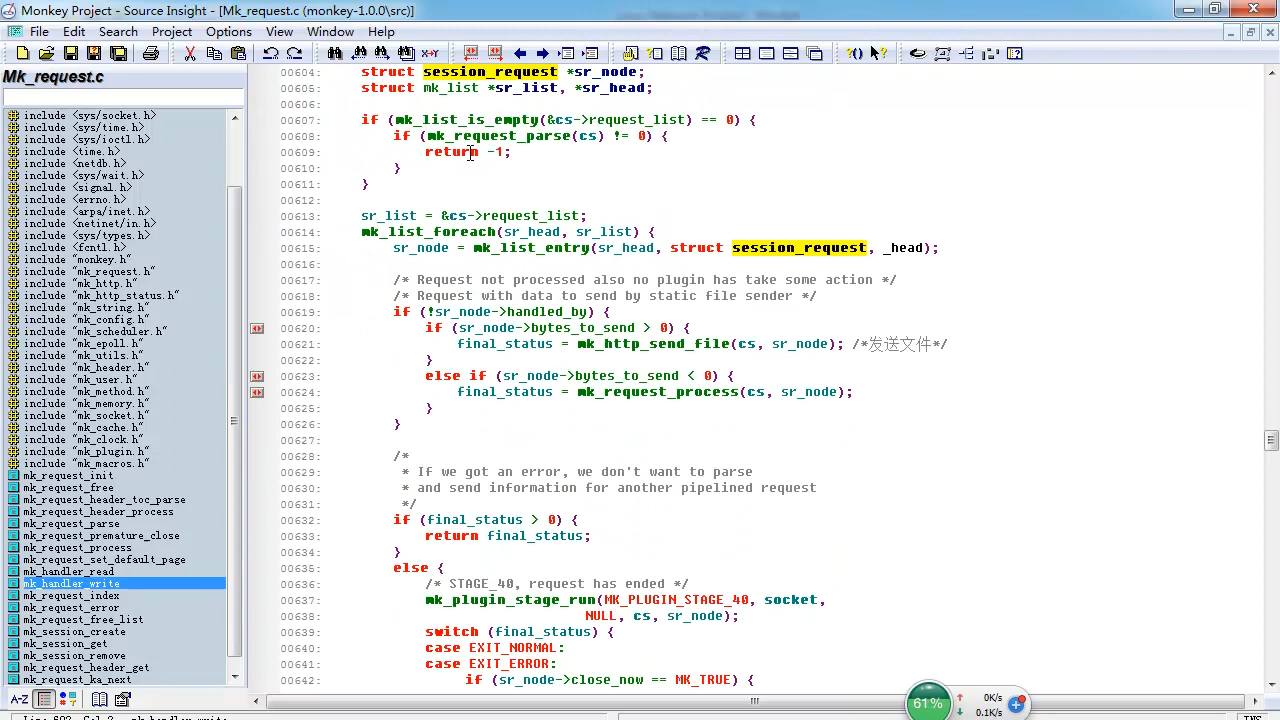 Monkey Project - Source Insight - [Mk_request.c (monkey-1.0.0\src)]
File Edit Search Project Options View Window Help
Mk_request.c
include <sys/socket.h>
include <sys/time.h>
include <sys/ioctl.h>
include <time.h>
include <netdb.h>
include <sys/wait.h>
include <signal.h>
include <errno.h>
include <arpa/inet.h>
include <netinet/in.h>
include <sys/types.h>
include <fcntl.h>
include "monkey.h"
include "mk_request.h"
include "mk_http.h"
include "mk_http_status.h"
include "mk_string.h"
include "mk_config.h"
include "mk_scheduler.h"
include "mk_epoll.h"
include "mk_utils.h"
include "mk_header.h"
include "mk_user.h"
include "mk_method.h"
include "mk_memory.h"
include "mk_socket.h"
include "mk_cache.h"
include "mk_clock.h"
include "mk_plugin.h"
include "mk_macros.h"
mk_request_init
mk_request_free
mk_request_header_toc_parse
mk_request_header_process
mk_request_parse
mk_request_premature_close
mk_request_process
mk_request_set_default_page
mk_handler_read
mk_handler_write
mk_request_index
mk_request_error
mk_request_free_list
mk_session_create
mk_session_get
mk_session_remove
mk_request_header_get
mk_request_ka_next
A-Z
00604: struct session_request *sr_node;
00605: struct mk_list *sr_list, *sr_head;
00606:
00607: if (mk_list_is_empty(&cs->request_list) == 0) {
00608: if (mk_request_parse(cs) != 0) {
00609: return -1;
00610: }
00611: }
00612:
00613: sr_list = &cs->request_list;
00614: mk_list_foreach(sr_head, sr_list) {
00615: sr_node = mk_list_entry(sr_head, struct session_request, _head);
00616:
00617: /* Request not processed also no plugin has take some action */
00618: /* Request with data to send by static file sender */
00619: if (!sr_node->handled_by) {
00620: if (sr_node->bytes_to_send > 0) {
00621: final_status = mk_http_send_file(cs, sr_node); /*发送文件*/
00622: }
00623: else if (sr_node->bytes_to_send < 0) {
00624: final_status = mk_request_process(cs, sr_node);
00625: }
00626: }
00627:
00628: /*
00629: * If we got an error, we don't want to parse
00630: * and send information for another pipelined request
00631: */
00632: if (final_status > 0) {
00633: return final_status;
00634: }
00635: else {
00636: /* STAGE_40, request has ended */
00637: mk_plugin_stage_run(MK_PLUGIN_STAGE_40, socket,
00638: NULL, cs, sr_node);
00639: switch (final_status) {
00640: case EXIT_NORMAL:
00641: case EXIT_ERROR:
00642: if (sr_node->close_now == MK_TRUE) {
61%
0K/s
0.1K/s